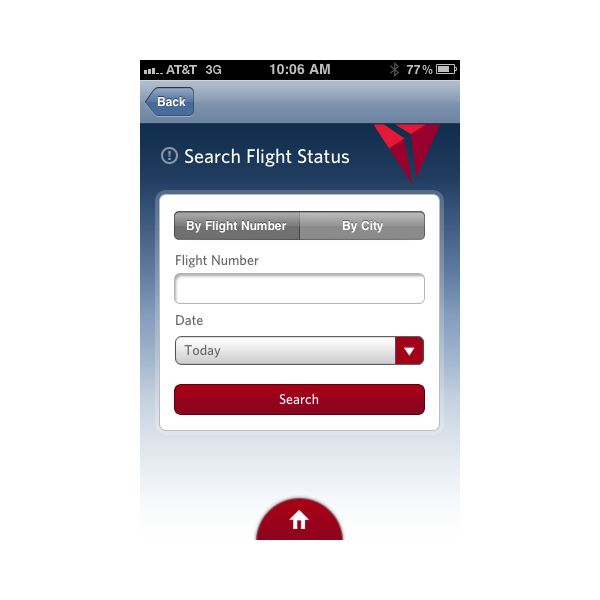 AT&T 3G 10:06 AM 77%
Back
Search Flight Status
By Flight Number By City
Flight Number
Date
Today
Search